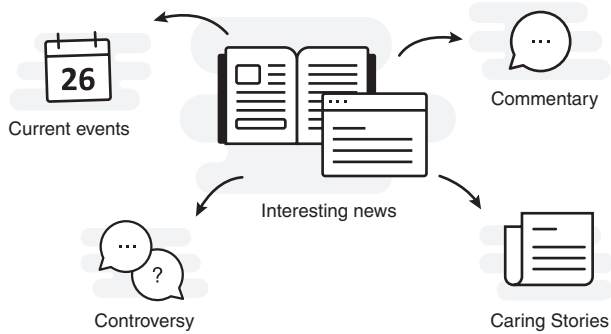 26
Current events
...
Commentary
...
Interesting news
...
?
Controversy
Caring Stories